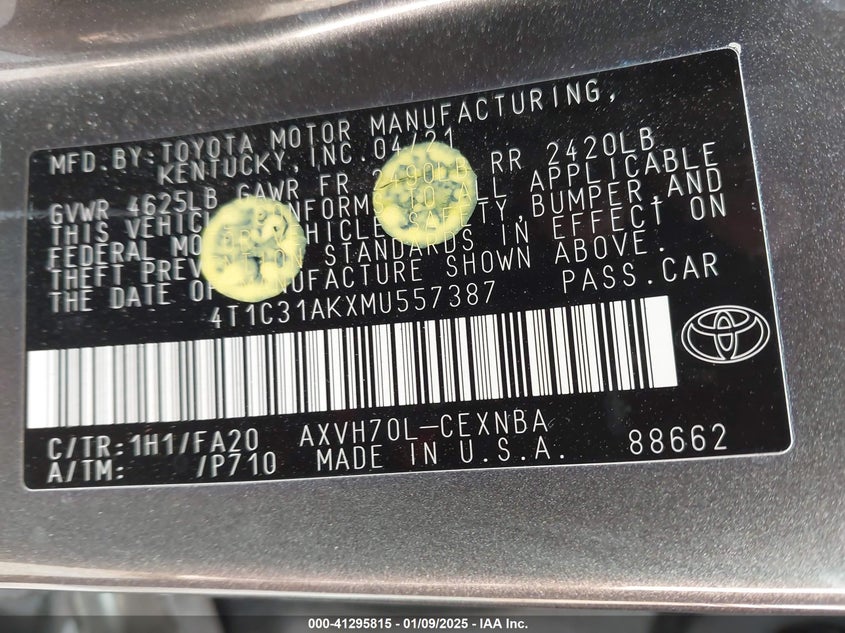 MFD.BY:TOYOTA MOTOR MANUFACTURING,
KENTUCKY,INC.04/21
GVWR 4625LB GAWR FR RR 2420LB
THIS VEHICLE CONFORMS TO ALL APPLICABLE
FEDERAL MOTOR VEHICLE SAFETY,BUMPER,AND
THEFT PREVENTION STANDARDS IN EFFECT ON
THE DATE OF MANUFACTURE SHOWN ABOVE.
4T1C31AKXMU557387 PASS.CAR
C/TR:1H1/FA20 AXVH70L-CEXNBA
A/TM: /P710 MADE IN U.S.A. 88662
000-41295815 | 01/09/2025 - IAA Inc.